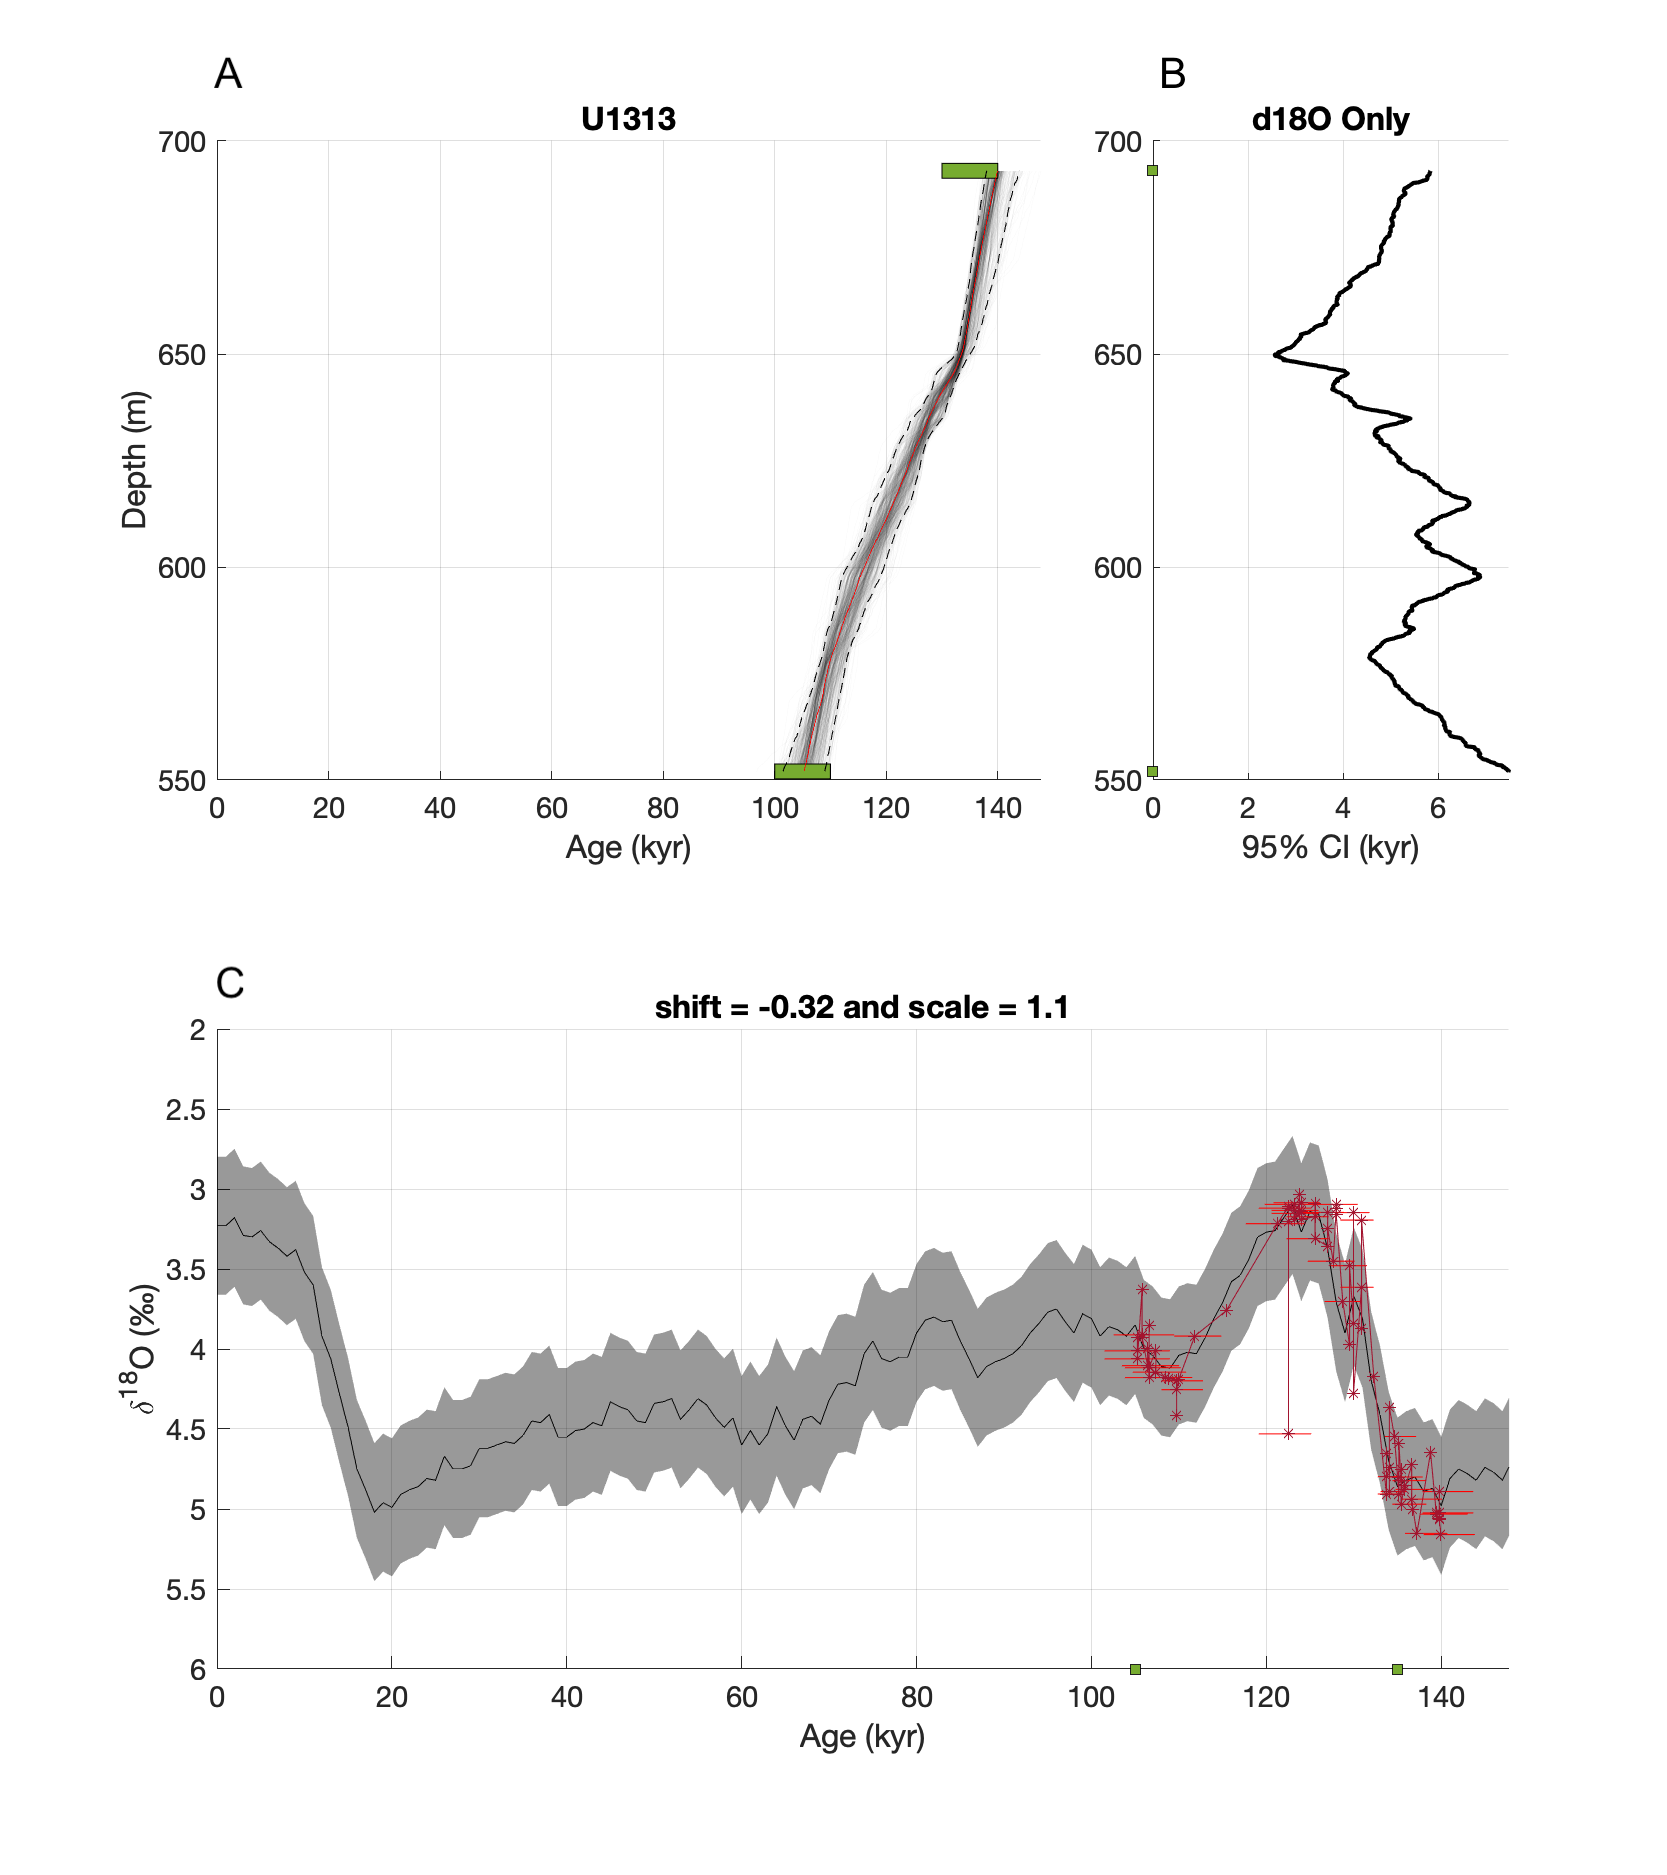 A
U1313
700
650
600
550
Depth (m)
0 20 40 60 80 100 120 140
Age (kyr)
B
d18O Only
700
650
600
550
0 2 4 6
95% CI (kyr)
C
shift = -0.32 and scale = 1.1
2
2.5
3
3.5
4
4.5
5
5.5
6
δ18O (‰)
0 20 40 60 80 100 120 140
Age (kyr)